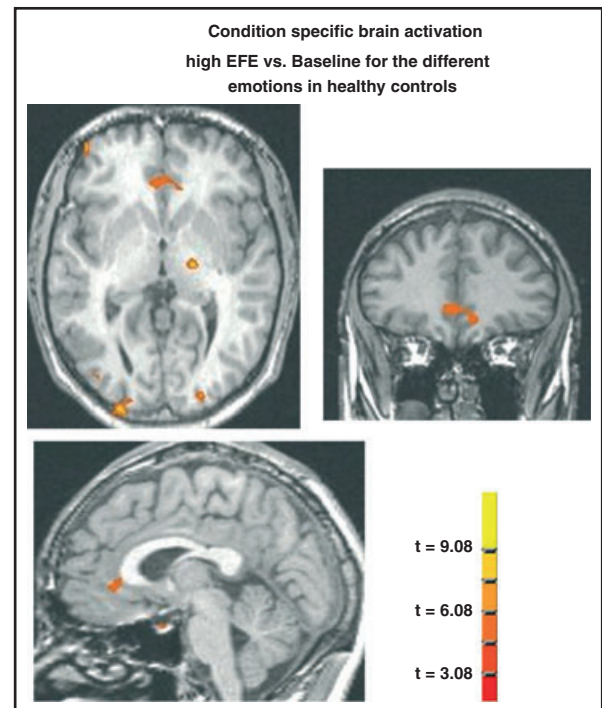 Condition specific brain activation
high EFE vs. Baseline for the different
emotions in healthy controls
t = 9.08
t = 6.08
t = 3.08